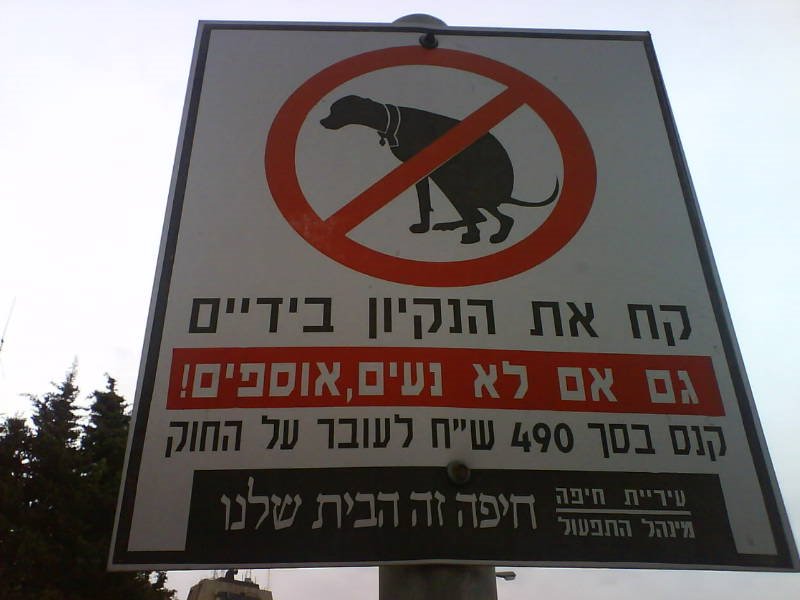 קח את הנקיון בידיים
גם אם לא נעים,אוספים!
קנס בסך 490 ש״ח לעובר על החוק
עיריית חיפה
מינהל התפעול
חיפה זה הבית שלנו